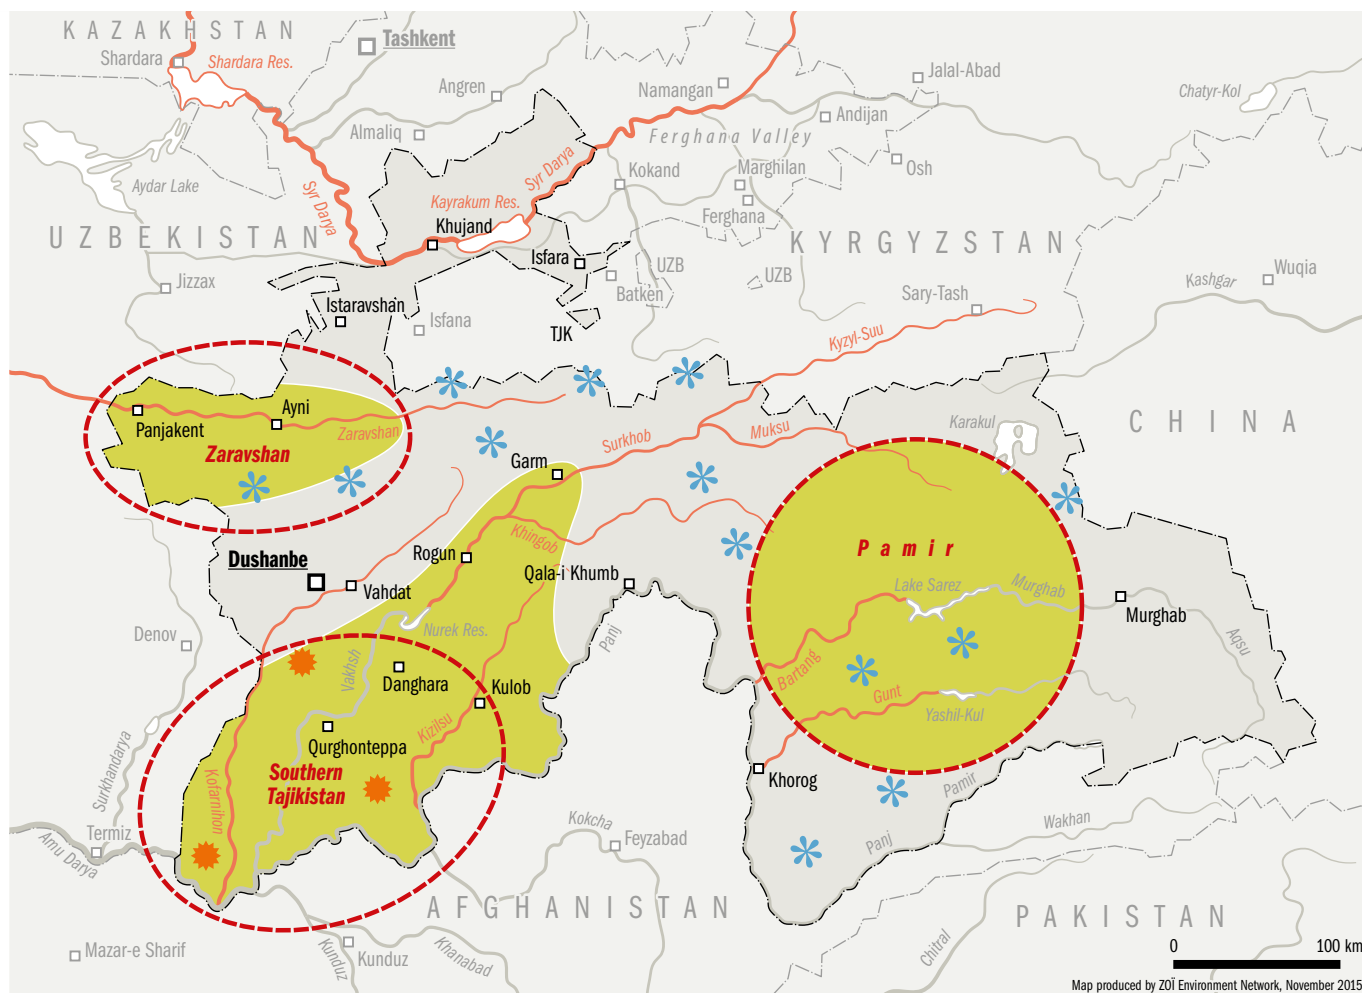 KAZAKHSTAN
Shardara
Shardara Res.
Tashkent
Angren
Almaliq
Namangan
Jalal-Abad
Andijan
Chatyr-Kol
Ferghana Valley
Osh
Aydar Lake
Syr Darya
Syr Darya
Kokand
Marghilan
Ferghana
Kayrakum Res.
Khujand
UZBEKISTAN
KYRGYZSTAN
Isfara
UZB
UZB
Batken
Jizzax
Wuqia
Kashgar
Sary-Tash
Istaravshan
Isfana
TJK
Kyzyl-Suu
Panjakent
Ayni
Zaravshan
Zaravshan
Surkhob
Muksu
Karakul
CHINA
Garm
Khingob
Rogun
Pamir
Dushanbe
Vahdat
Qala-i Khumb
Lake Sarez
Murghab
Murghab
Nurek Res.
Denov
Panj
Aqsu
Vakhsh
Danghara
Kulob
Bartang
Gunt
Yashil-Kul
Kizilsu
Qurghonteppa
Southern
Tajikistan
Kofarnihon
Surkhandarya
Khorog
Pamir
Termiz
Amu Darya
Kokcha
Feyzabad
Panj
Wakhan
AFGHANISTAN
PAKISTAN
Mazar-e Sharif
Kunduz
Kunduz
Khanabad
Chitral
0 100 km
Map produced by ZOÏ Environment Network, November 2015